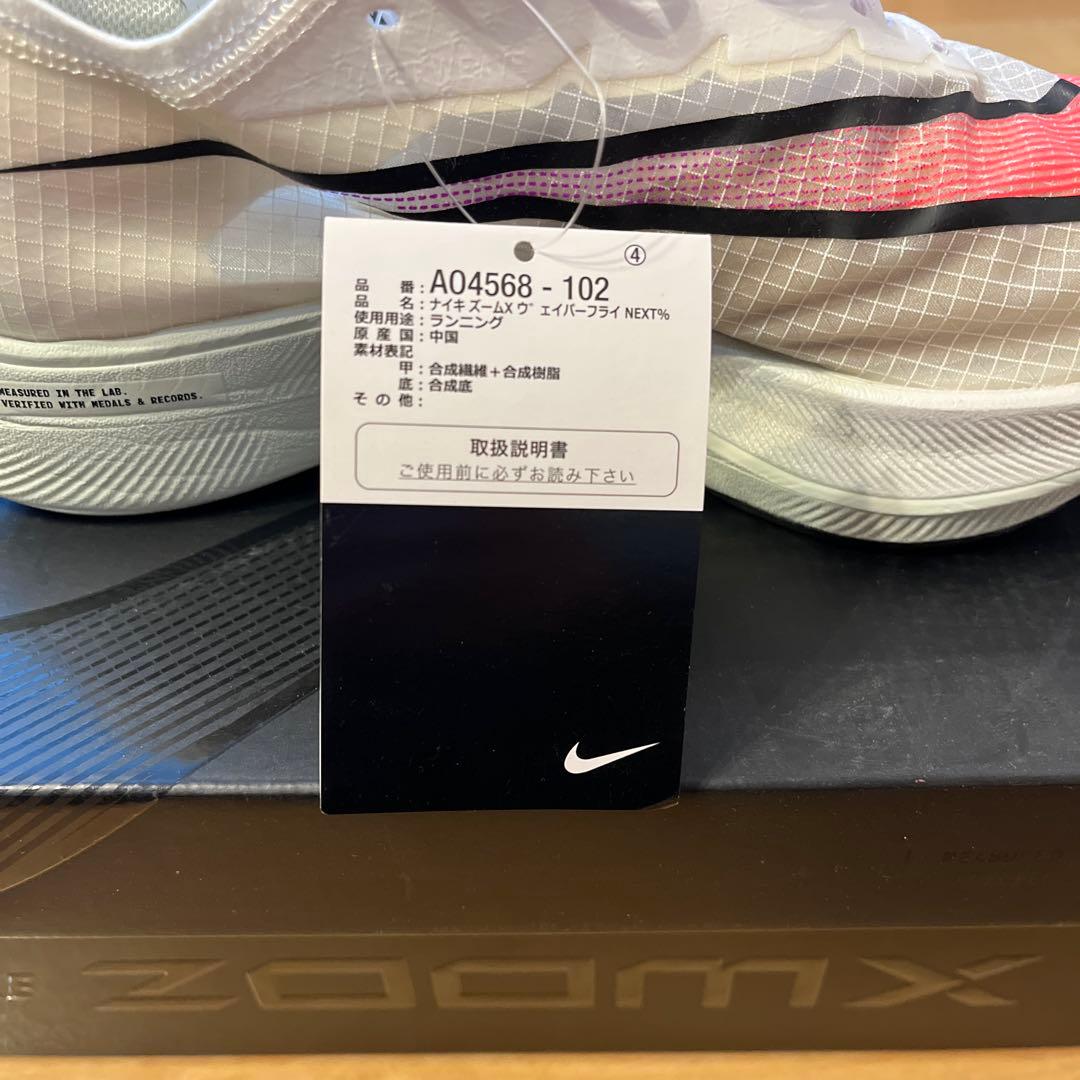 ④
品 番 : AO4568 - 102
品 名 : ナイキ ズームX ヴェイパーフライ NEXT%
使用用途 : ランニング
原 産 国 : 中国
素材表記
甲 : 合成繊維+合成樹脂
底 : 合成底
そ の 他 :
取扱説明書
ご使用前に必ずお読み下さい
MEASURED IN THE LAB.
VERIFIED WITH MEDALS & RECORDS.
ZOOMX